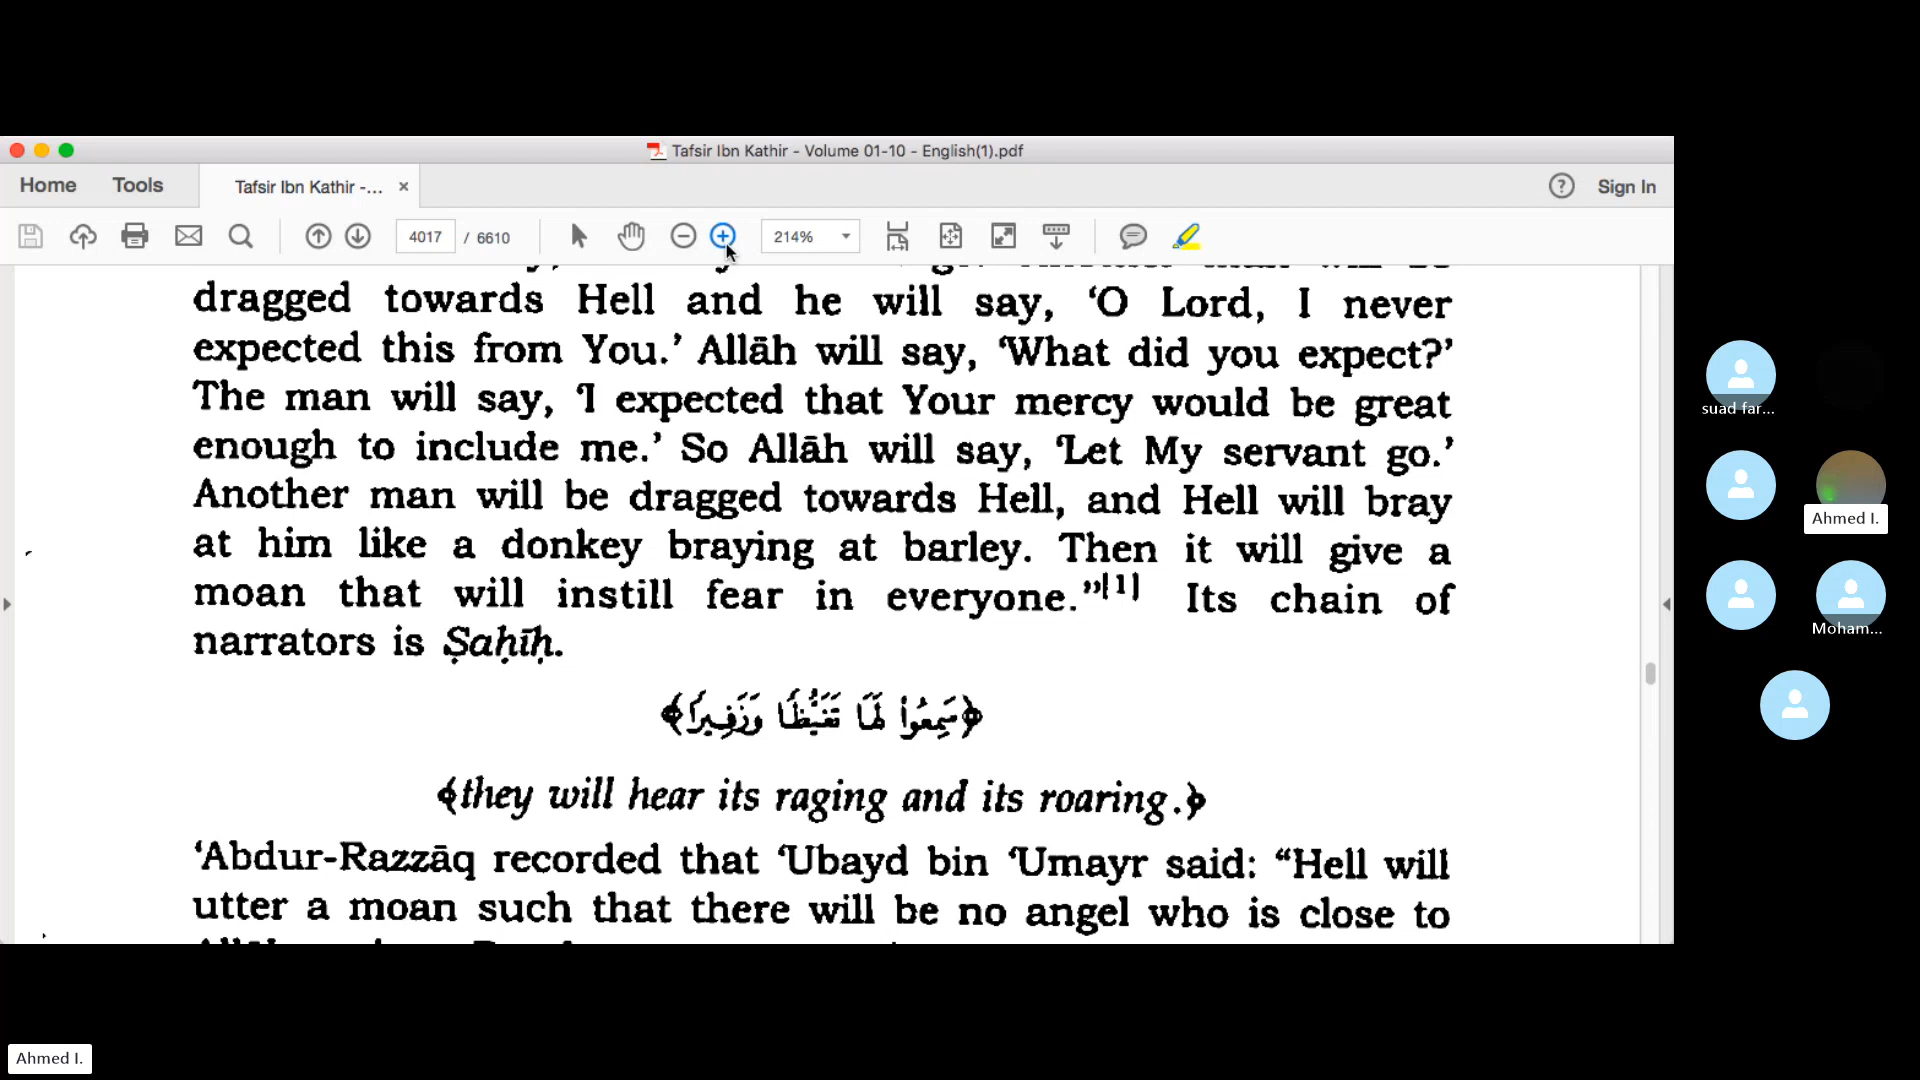 Tafsir Ibn Kathir - Volume 01-10 - English(1).pdf
Home Tools Tafsir Ibn Kathir -... × ? Sign In
4017 / 6610 214%
dragged towards Hell and he will say, ‘O Lord, I never
expected this from You.’ Allāh will say, ‘What did you expect?’
The man will say, ‘I expected that Your mercy would be great
enough to include me.’ So Allāh will say, ‘Let My servant go.’
Another man will be dragged towards Hell, and Hell will bray
at him like a donkey braying at barley. Then it will give a
moan that will instill fear in everyone.”[1] Its chain of
narrators is Ṣaḥīḥ.
﴿سَمِعُوا۟ لَهَا تَغَيُّظًا وَزَفِيرًا﴾
﴾they will hear its raging and its roaring.﴿
‘Abdur-Razzāq recorded that ‘Ubayd bin ‘Umayr said: “Hell will
utter a moan such that there will be no angel who is close to
suad far...
Ahmed I.
Moham...
Ahmed I.